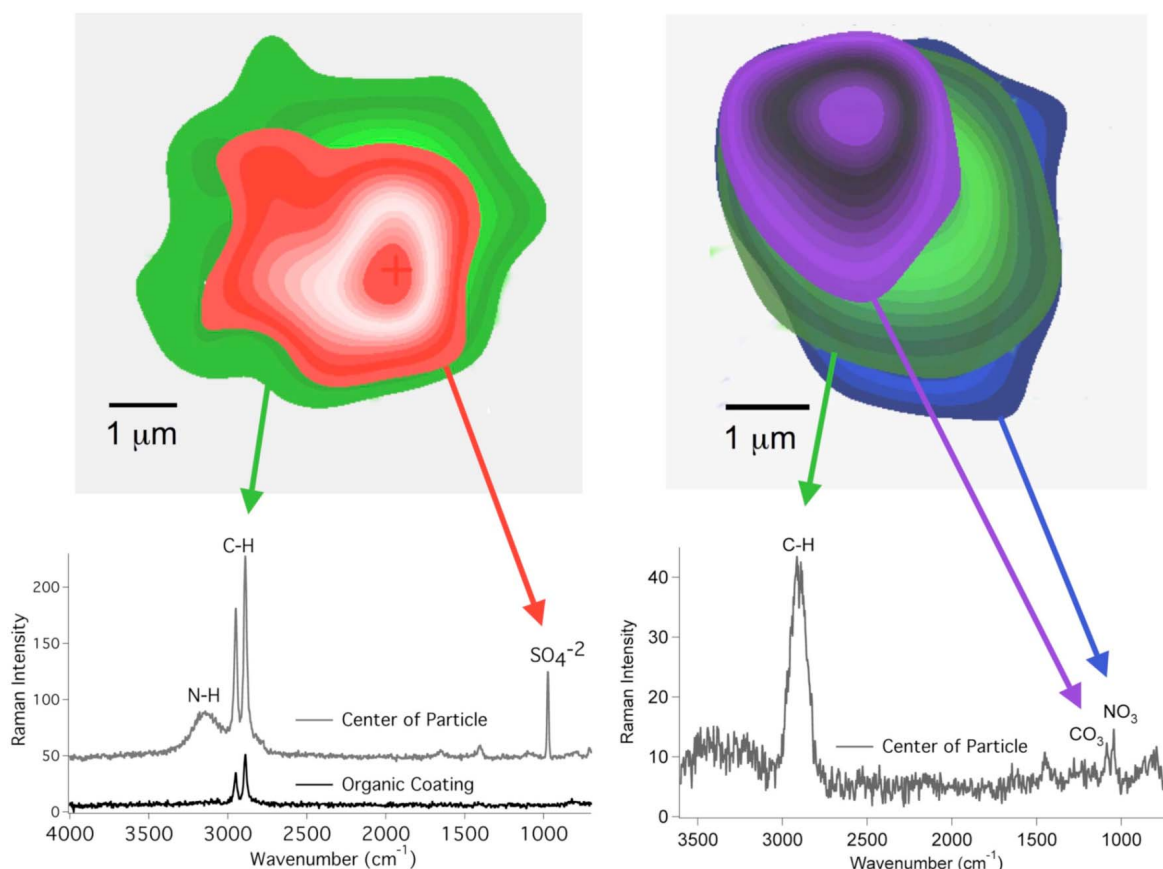 1 μm
1 μm
C-H
N-H
SO4-2
Center of Particle
Organic Coating
Raman Intensity
200
150
100
50
0
4000 3500 3000 2500 2000 1500 1000
Wavenumber (cm-1)
C-H
CO3
NO3
Center of Particle
Raman Intensity
40
30
20
10
0
3500 3000 2500 2000 1500 1000
Wavenumber (cm-1)